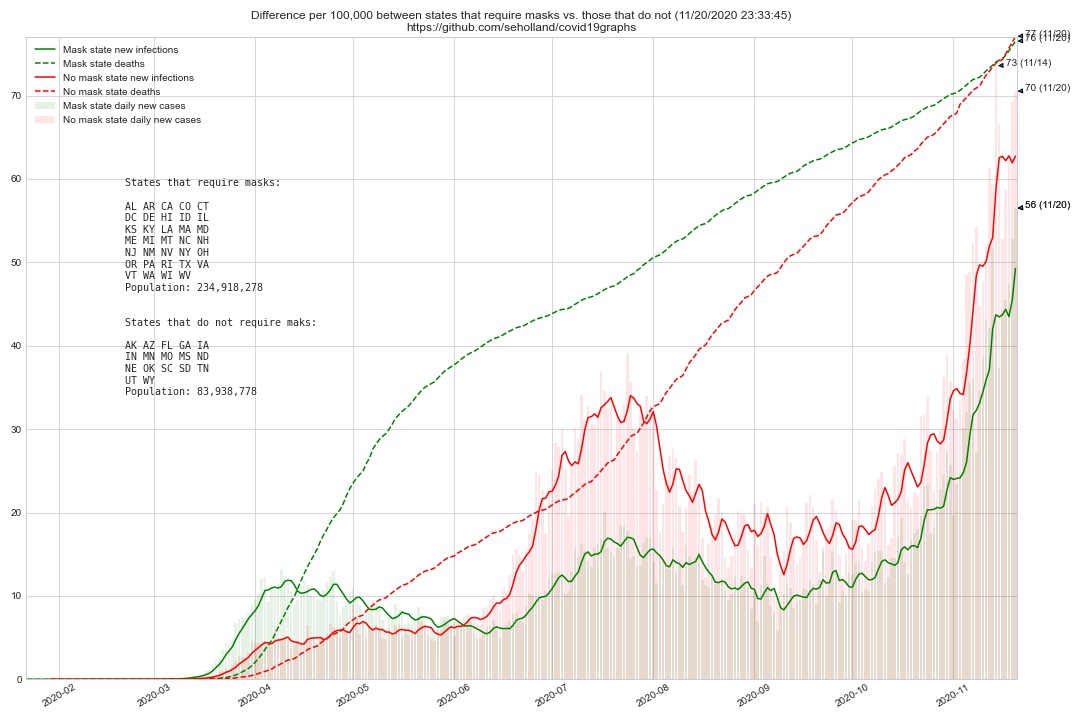 Difference per 100,000 between states that require masks vs. those that do not (11/20/2020 23:33:45)
https://github.com/seholland/covid19graphs
Mask state new infections
Mask state deaths
No mask state new infections
No mask state deaths
Mask state daily new cases
No mask state daily new cases
States that require masks:
AL AR CA CO CT
DC DE HI ID IL
KS KY LA MA MD
ME MI MT NC NH
NJ NM NV NY OH
OR PA RI TX VA
VT WA WI WV
Population: 234,918,278
States that do not require maks:
AK AZ FL GA IA
IN MN MO MS ND
NE OK SC SD TN
UT WY
Population: 83,938,778
77 (11/20)
76 (11/20)
73 (11/14)
70 (11/20)
56 (11/20)
70
60
50
40
30
20
10
0
2020-02
2020-03
2020-04
2020-05
2020-06
2020-07
2020-08
2020-09
2020-10
2020-11